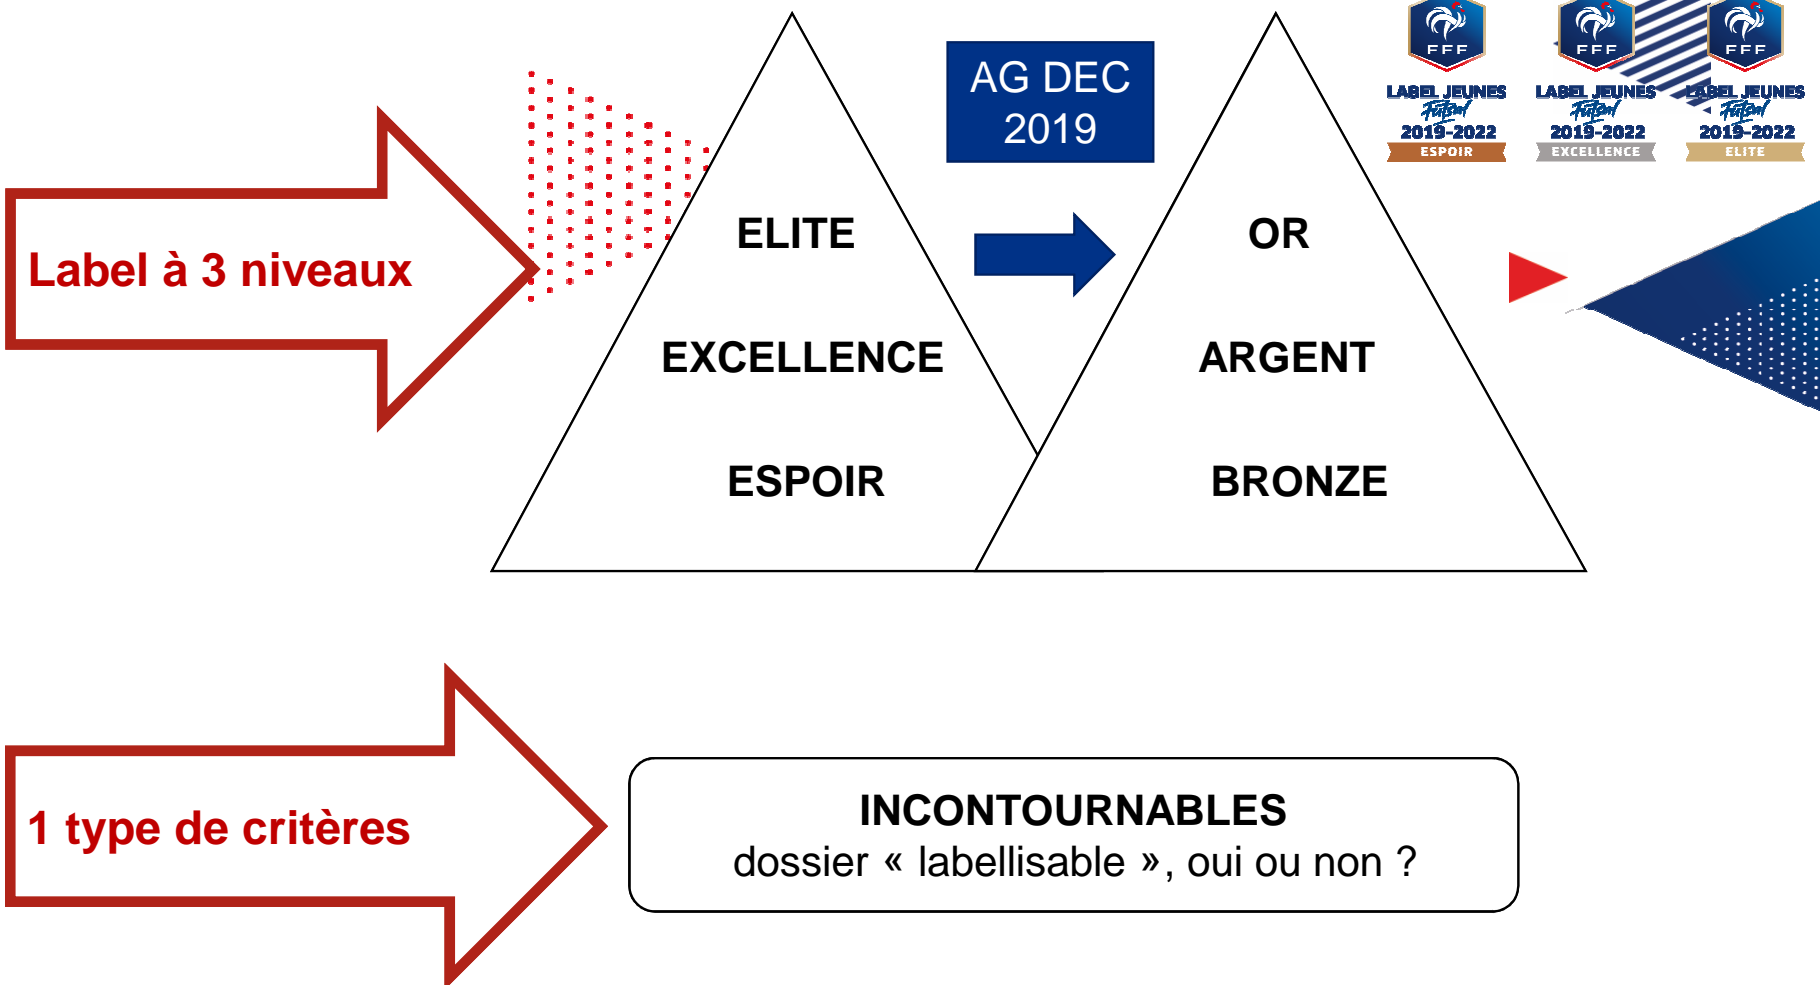 AG DEC
2019
FFF
LABEL JEUNES
Futsal
2019-2022
ESPOIR
FFF
LABEL JEUNES
Futsal
2019-2022
EXCELLENCE
FFF
LABEL JEUNES
Futsal
2019-2022
ELITE
Label à 3 niveaux
ELITE
EXCELLENCE
ESPOIR
OR
ARGENT
BRONZE
1 type de critères
INCONTOURNABLES
dossier « labellisable », oui ou non ?